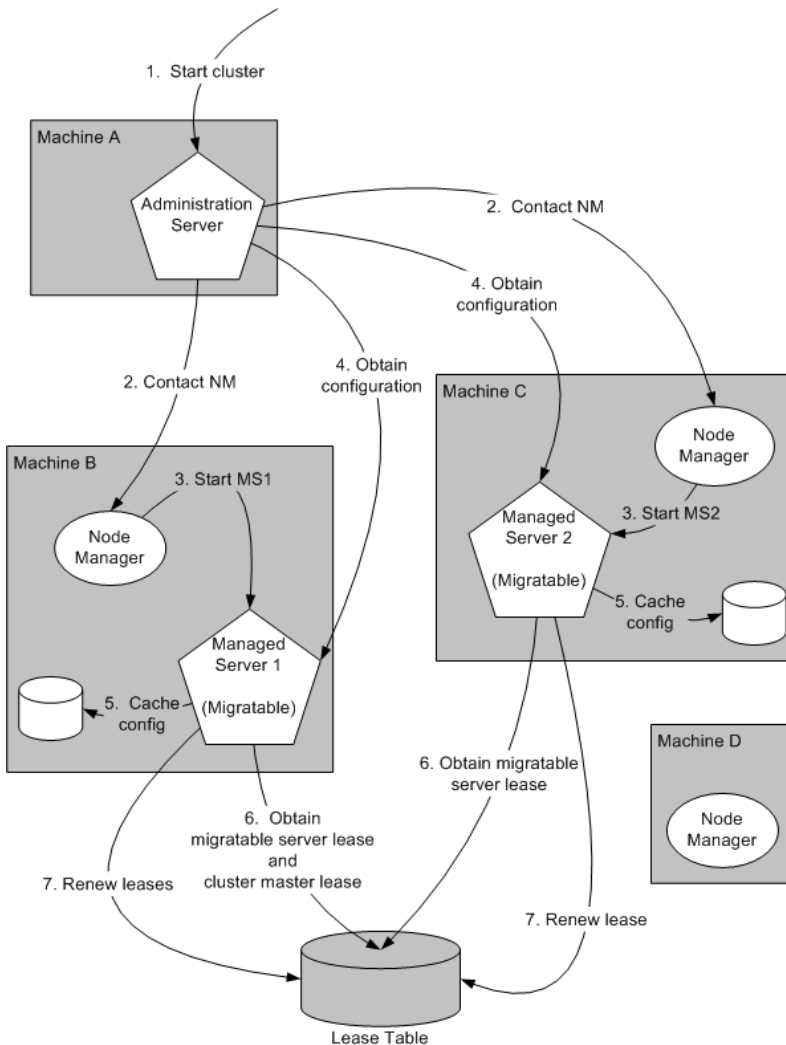 1. Start cluster
Machine A
Administration
Server
2. Contact NM
4. Obtain
configuration
2. Contact NM
4. Obtain
configuration
Machine C
Node
Manager
3. Start MS2
Managed
Server 2
(Migratable)
5. Cache
config
Machine B
3. Start MS1
Node
Manager
Managed
Server 1
(Migratable)
5. Cache
config
Machine D
Node
Manager
6. Obtain migratable
server lease
6. Obtain
migratable server lease
and
cluster master lease
7. Renew leases
7. Renew lease
Lease Table